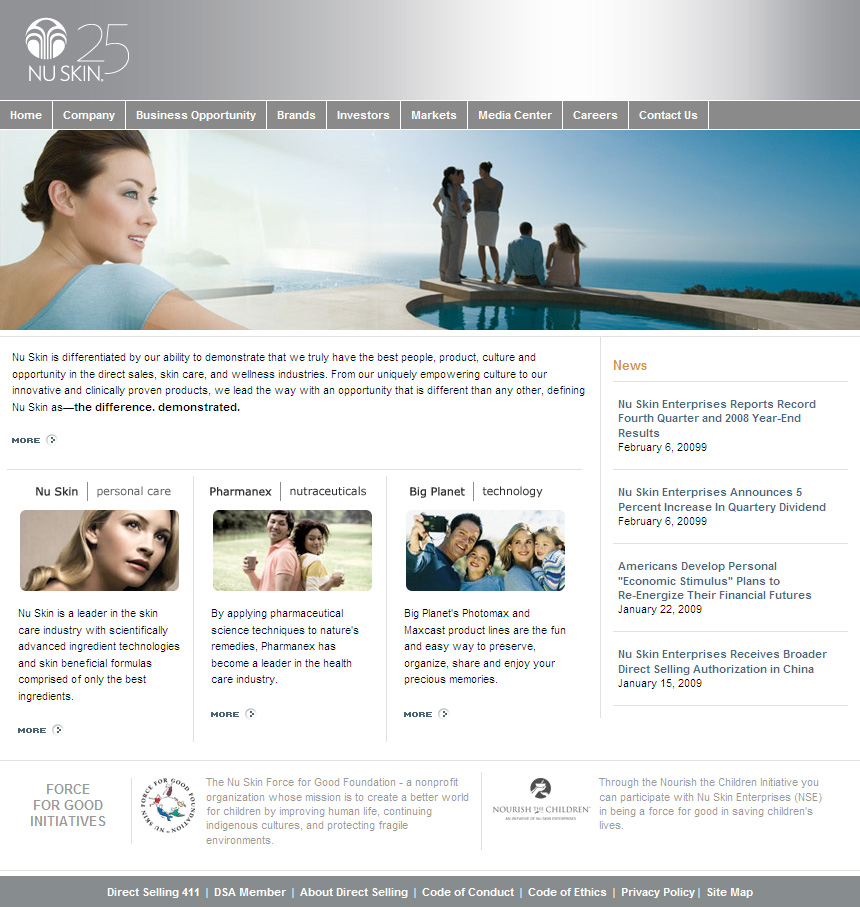 NU SKIN. 25
Home
Company
Business Opportunity
Brands
Investors
Markets
Media Center
Careers
Contact Us
Nu Skin is differentiated by our ability to demonstrate that we truly have the best people, product, culture and
opportunity in the direct sales, skin care, and wellness industries. From our uniquely empowering culture to our
innovative and clinically proven products, we lead the way with an opportunity that is different than any other, defining
Nu Skin as—the difference. demonstrated.
MORE
News
Nu Skin Enterprises Reports Record
Fourth Quarter and 2008 Year-End
Results
February 6, 20099
Nu Skin Enterprises Announces 5
Percent Increase In Quartery Dividend
February 6, 20099
Americans Develop Personal
"Economic Stimulus" Plans to
Re-Energize Their Financial Futures
January 22, 2009
Nu Skin Enterprises Receives Broader
Direct Selling Authorization in China
January 15, 2009
Nu Skin | personal care
Nu Skin is a leader in the skin
care industry with scientifically
advanced ingredient technologies
and skin beneficial formulas
comprised of only the best
ingredients.
MORE
Pharmanex | nutraceuticals
By applying pharmaceutical
science techniques to nature's
remedies, Pharmanex has
become a leader in the health
care industry.
MORE
Big Planet | technology
Big Planet's Photomax and
Maxcast product lines are the fun
and easy way to preserve,
organize, share and enjoy your
precious memories.
MORE
FORCE
FOR GOOD
INITIATIVES
NU SKIN FORCE FOR GOOD FOUNDATION
The Nu Skin Force for Good Foundation - a nonprofit
organization whose mission is to create a better world
for children by improving human life, continuing
indigenous cultures, and protecting fragile
environments.
NOURISH THE CHILDREN
AN INITIATIVE OF NU SKIN ENTERPRISES
Through the Nourish the Children Initiative you
can participate with Nu Skin Enterprises (NSE)
in being a force for good in saving children's
lives.
Direct Selling 411 | DSA Member | About Direct Selling | Code of Conduct | Code of Ethics | Privacy Policy | Site Map